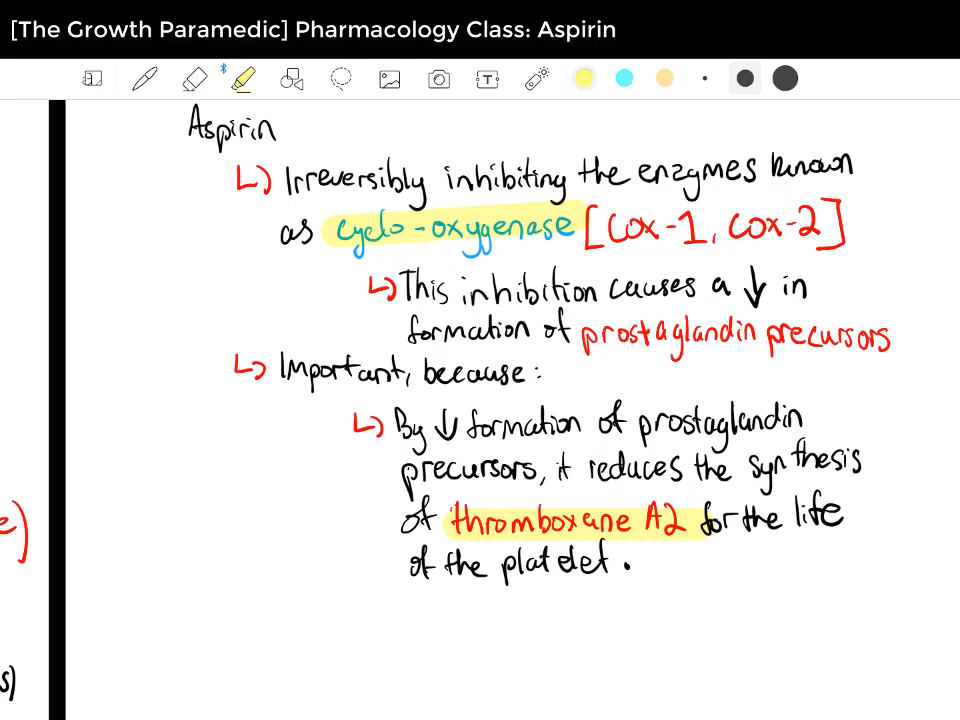 [The Growth Paramedic] Pharmacology Class: Aspirin
Aspirin
↳ Irreversibly inhibiting the enzymes known
as cyclo-oxygenase [Cox-1, Cox-2]
↳ This inhibition causes a ↓ in
formation of prostaglandin precursors
↳ Important, because:
↳ By ↓ formation of prostaglandin
precursors, it reduces the synthesis
of thromboxane A2 for the life
of the platelet.
e)
s)